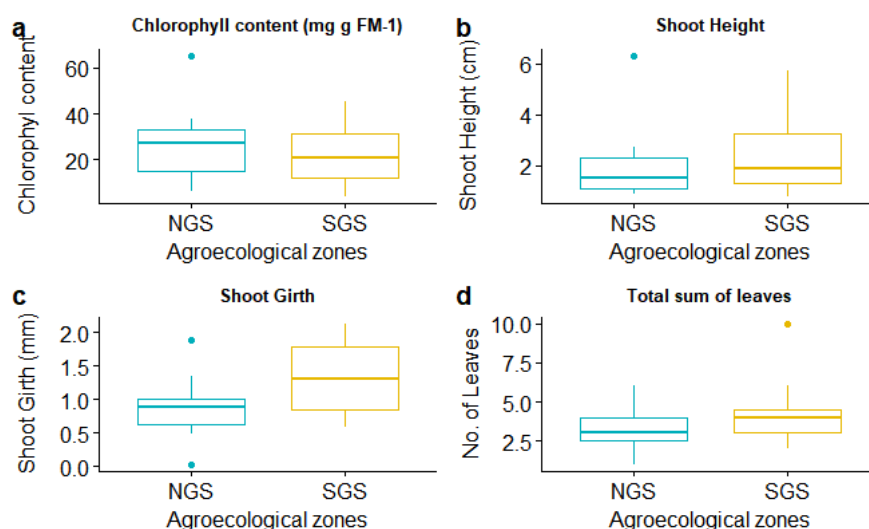 a
Chlorophyll content (mg g FM-1)
Chlorophyl content
60
40
20
NGS
SGS
Agroecological zones
b
Shoot Height
Shoot Height (cm)
6
4
2
NGS
SGS
Agroecological zones
c
Shoot Girth
Shoot Girth (mm)
2.0
1.5
1.0
0.5
0.0
NGS
SGS
Agroecological zones
d
Total sum of leaves
No. of Leaves
10.0
7.5
5.0
2.5
NGS
SGS
Agroecological zones